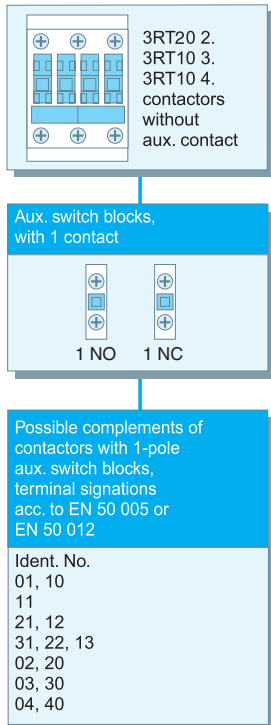 3RT20 2.
3RT10 3.
3RT10 4.
contactors
without
aux. contact
Aux. switch blocks,
with 1 contact
1 NO 1 NC
Possible complements of
contactors with 1-pole
aux. switch blocks,
terminal signations
acc. to EN 50 005 or
EN 50 012
Ident. No.
01, 10
11
21, 12
31, 22, 13
02, 20
03, 30
04, 40